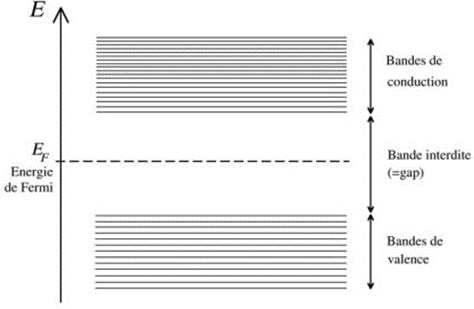 E
Bandes de
conduction
E_F
Energie
de Fermi
Bande interdite
(=gap)
Bandes de
valence